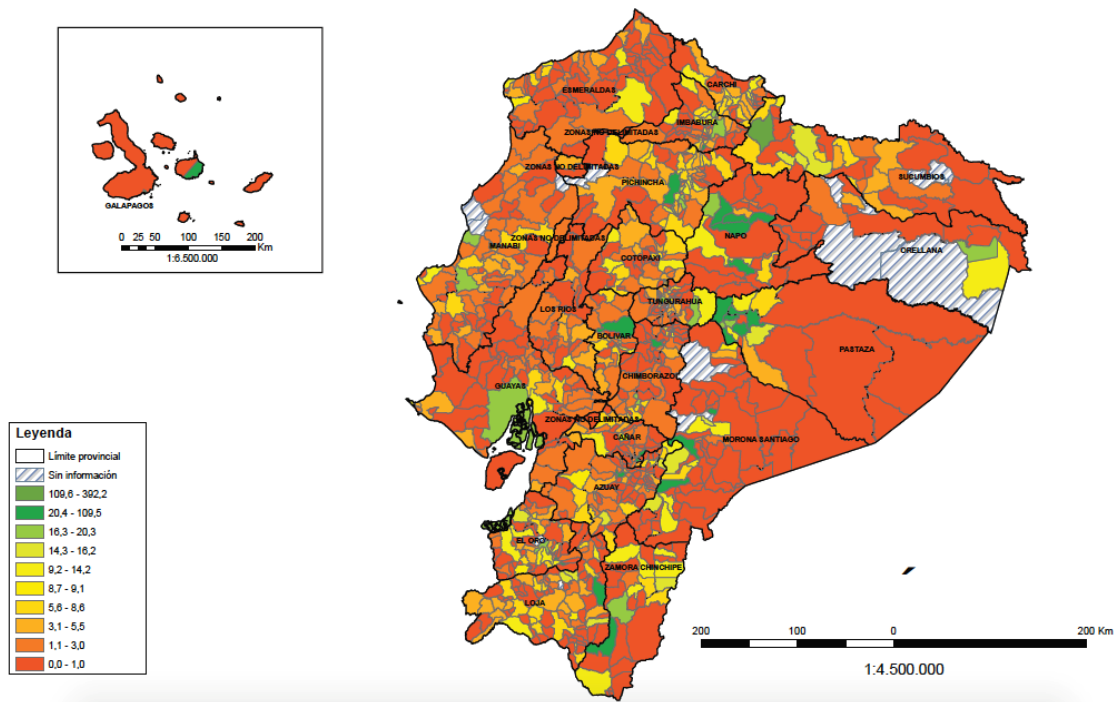 GALAPAGOS
0 25 50 100 200
Km
1:6.500.000
ESMERALDAS
CARCHI
IMBABURA
ZONAS NO DELIMITADAS
ZONAS NO DELIMITADAS
PICHINCHA
SUCUMBIOS
NAPO
ORELLANA
MANABI
ZONAS NO DELIMITADAS
COTOPAXI
TUNGURAHUA
LOS RIOS
BOLIVAR
PASTAZA
CHIMBORAZO
GUAYAS
ZONAS NO DELIMITADAS
CAÑAR
MORONA SANTIAGO
AZUAY
EL ORO
ZAMORA CHINCHIPE
LOJA
Leyenda
Límite provincial
Sin información
109,6 - 392,2
20,4 - 109,5
16,3 - 20,3
14,3 - 16,2
9,2 - 14,2
8,7 - 9,1
5,6 - 8,6
3,1 - 5,5
1,1 - 3,0
0,0 - 1,0
200 100 0 200 Km
1:4.500.000